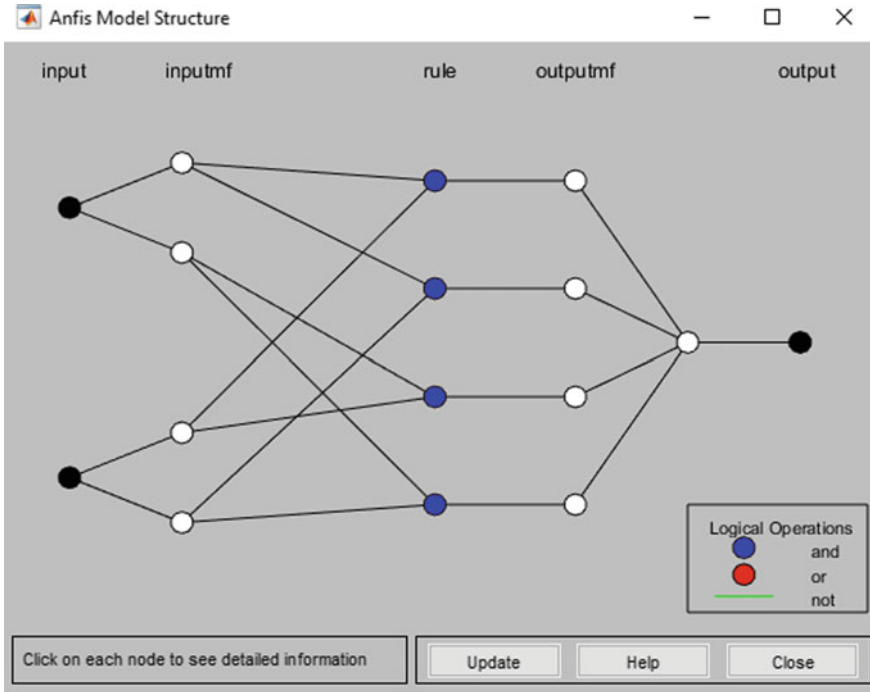 Anfis Model Structure
input inputmf rule outputmf output
Logical Operations
and
or
not
Click on each node to see detailed information
Update Help Close